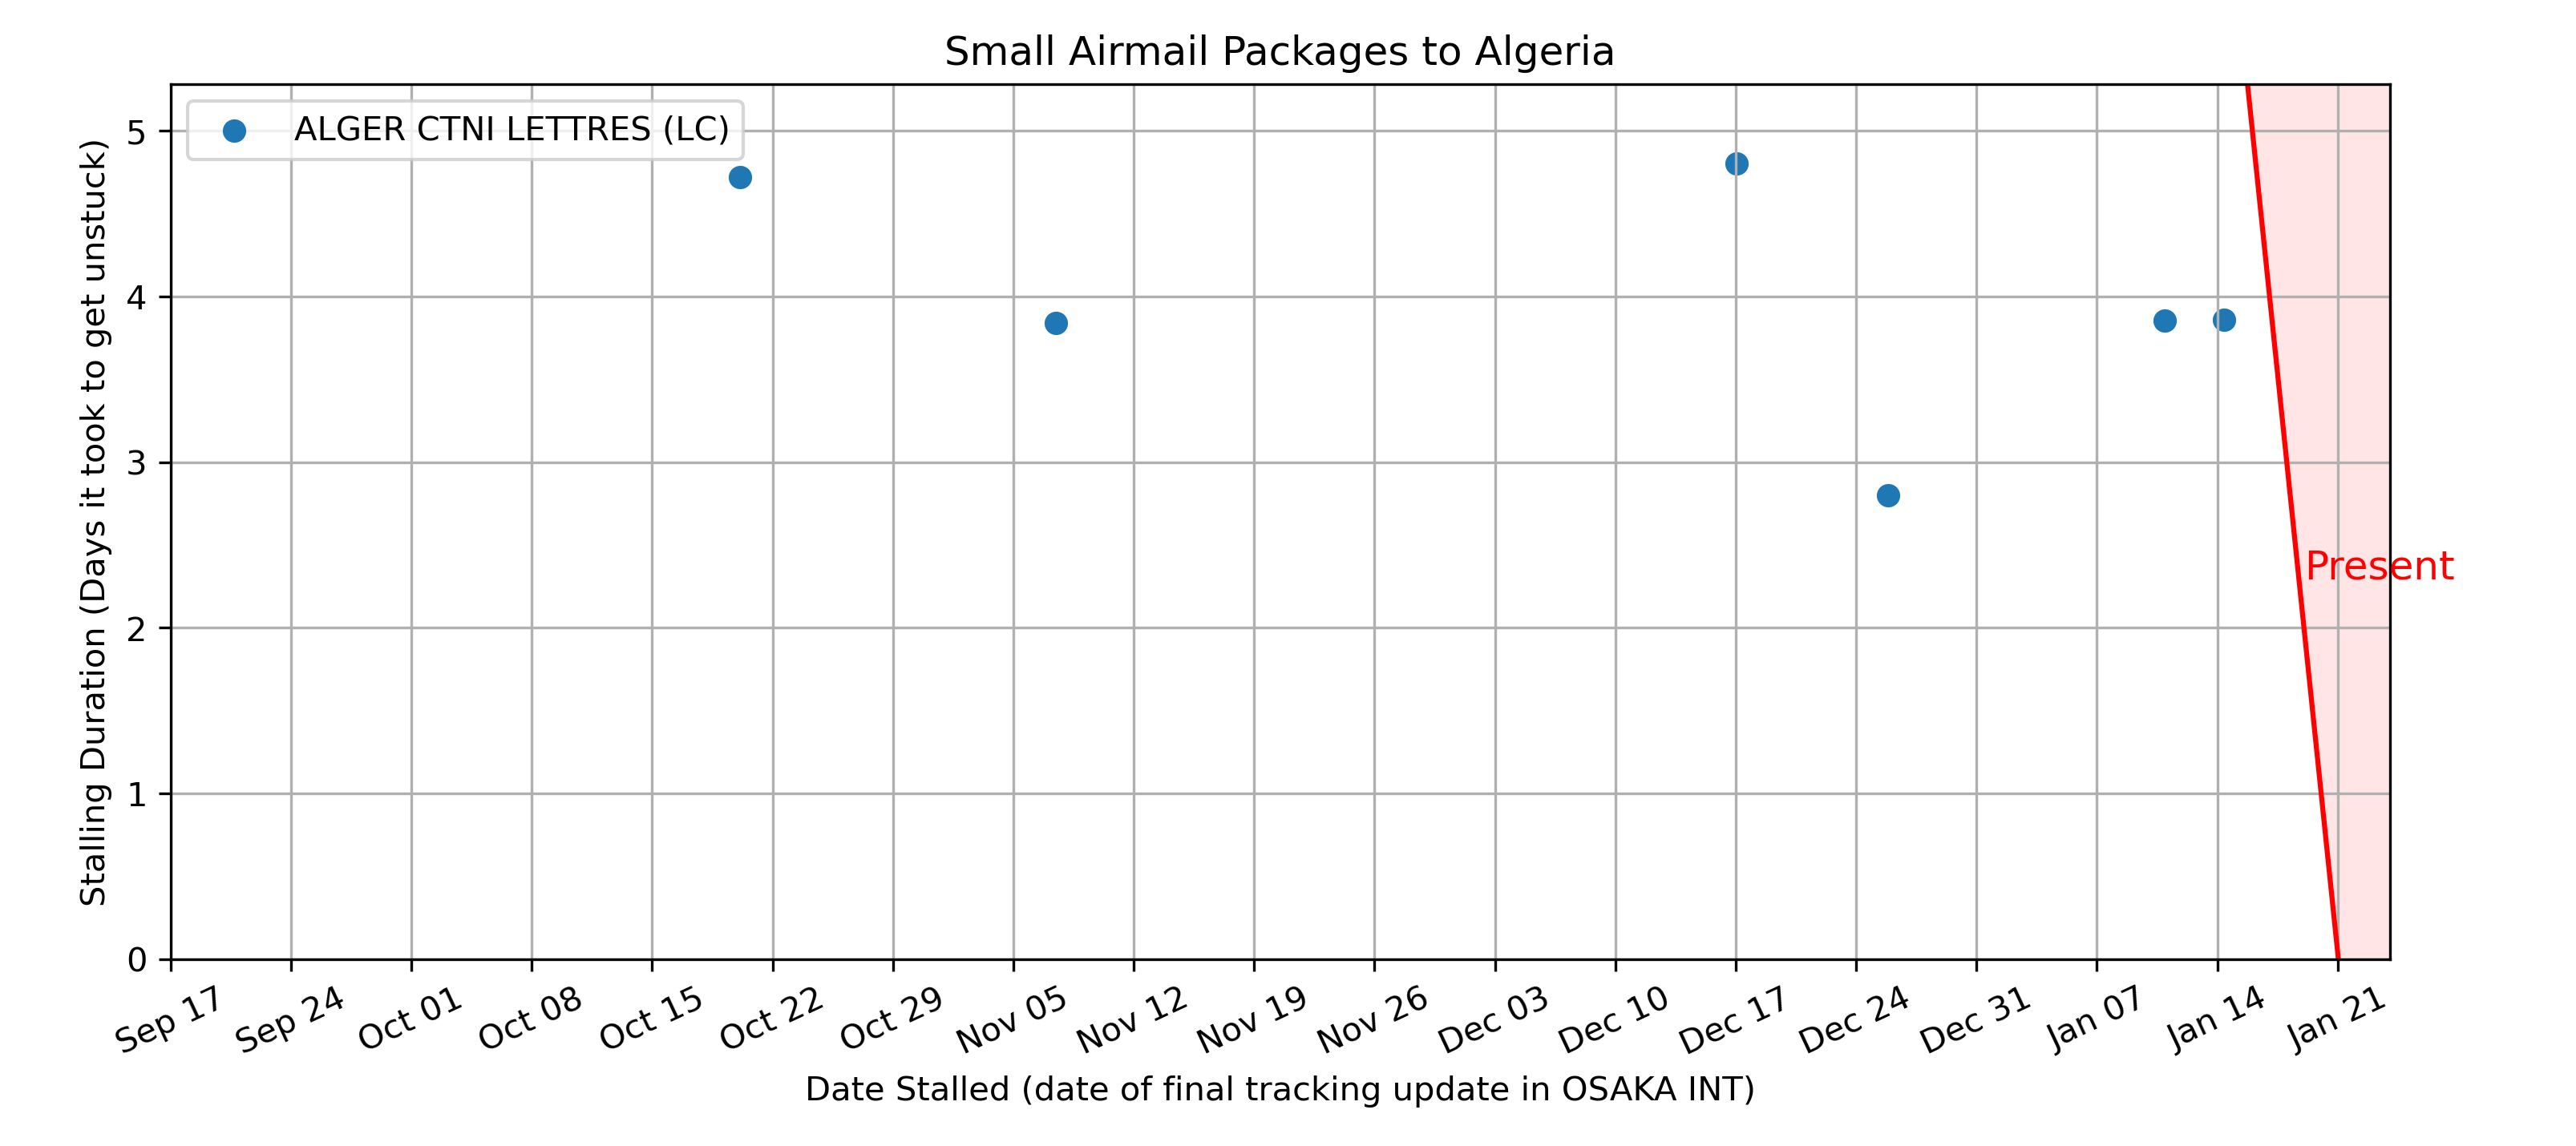 Small Airmail Packages to Algeria
ALGER CTNI LETTRES (LC)
Stalling Duration (Days it took to get unstuck)
5
4
3
2
1
0
Present
Sep 17
Sep 24
Oct 01
Oct 08
Oct 15
Oct 22
Oct 29
Nov 05
Nov 12
Nov 19
Nov 26
Dec 03
Dec 10
Dec 17
Dec 24
Dec 31
Jan 07
Jan 14
Jan 21
Date Stalled (date of final tracking update in OSAKA INT)